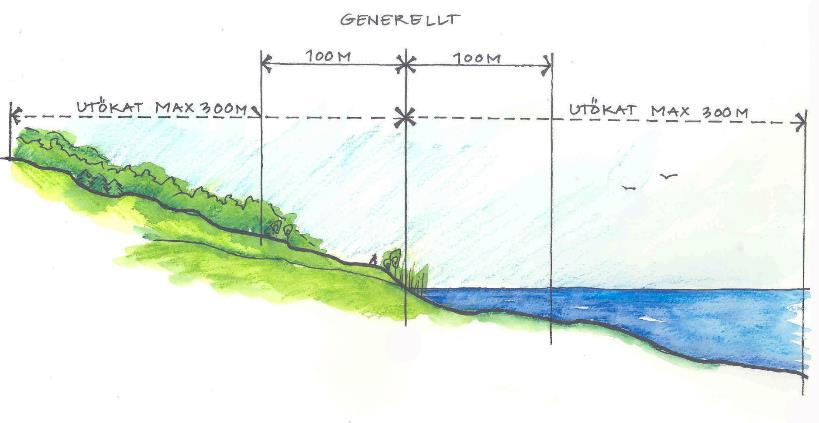 GENERELLT
100M
100M
UTÖKAT MAX 300M
UTÖKAT MAX 300M